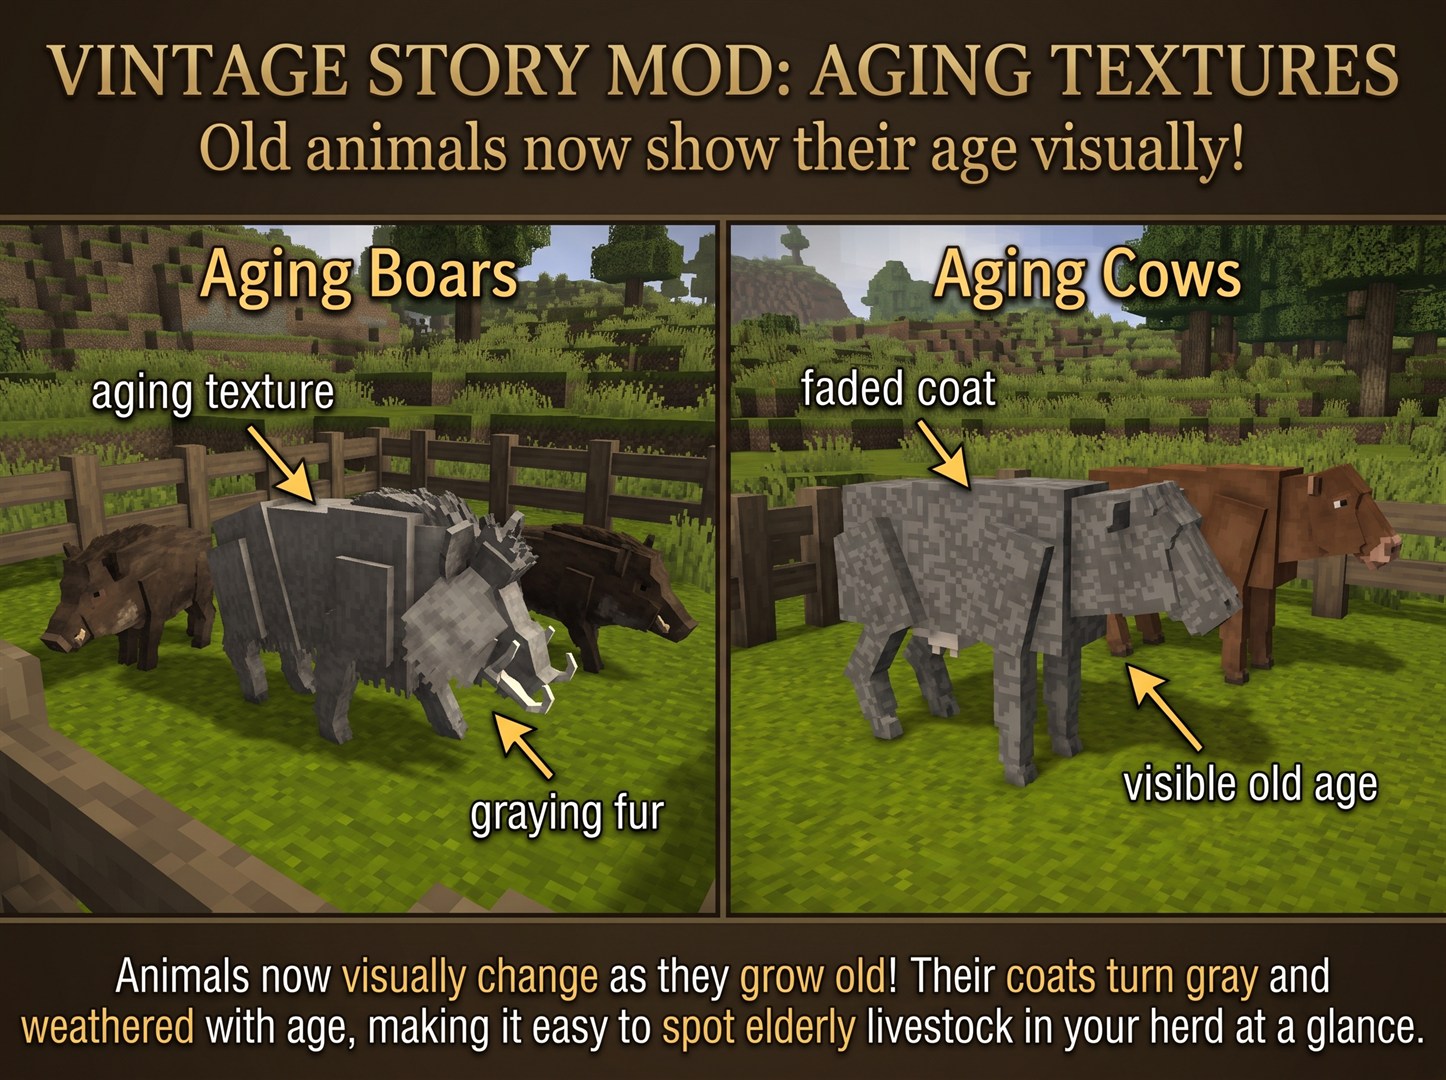 VINTAGE STORY MOD: AGING TEXTURES
Old animals now show their age visually!
Aging Boars
aging texture
graying fur
Aging Cows
faded coat
visible old age
Animals now visually change as they grow old! Their coats turn gray and
weathered with age, making it easy to spot elderly livestock in your herd at a glance.